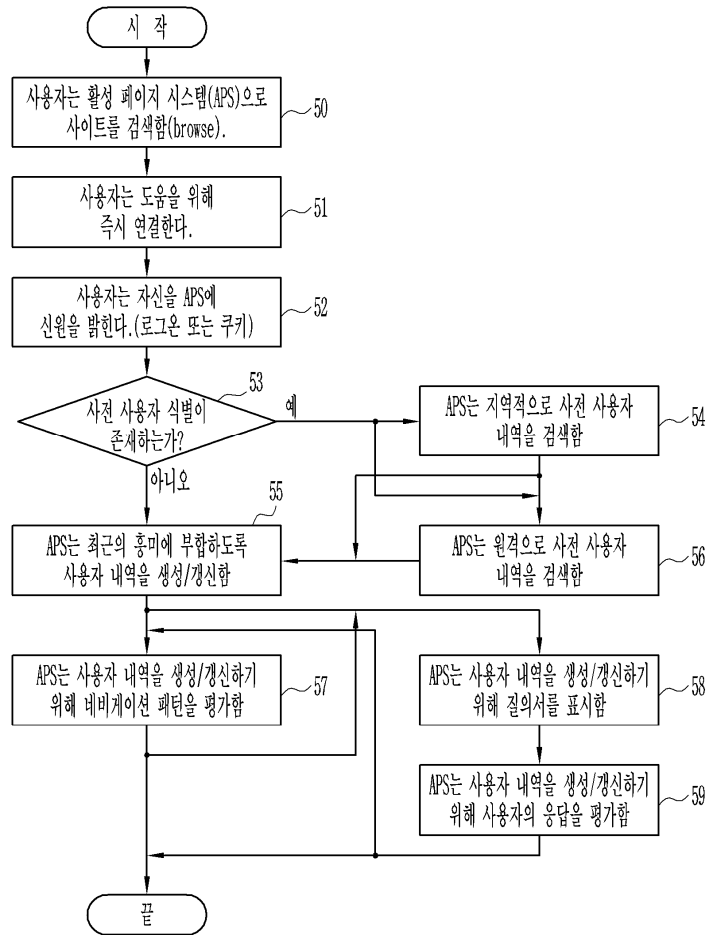 시 작
사용자는 활성 페이지 시스템(APS)으로
사이트를 검색함(browse).
50
사용자는 도움을 위해
즉시 연결한다.
51
사용자는 자신을 APS에
신원을 밝힌다.(로그온 또는 쿠키)
52
53
사전 사용자 식별이
존재하는가?
예
아니오
APS는 지역적으로 사전 사용자
내역을 검색함
54
55
APS는 최근의 흥미에 부합하도록
사용자 내역을 생성/갱신함
APS는 원격으로 사전 사용자
내역을 검색함
56
APS는 사용자 내역을 생성/갱신하기
위해 네비게이션 패턴을 평가함
57
APS는 사용자 내역을 생성/갱신하기
위해 질의서를 표시함
58
APS는 사용자 내역을 생성/갱신하기
위해 사용자의 응답을 평가함
59
끝